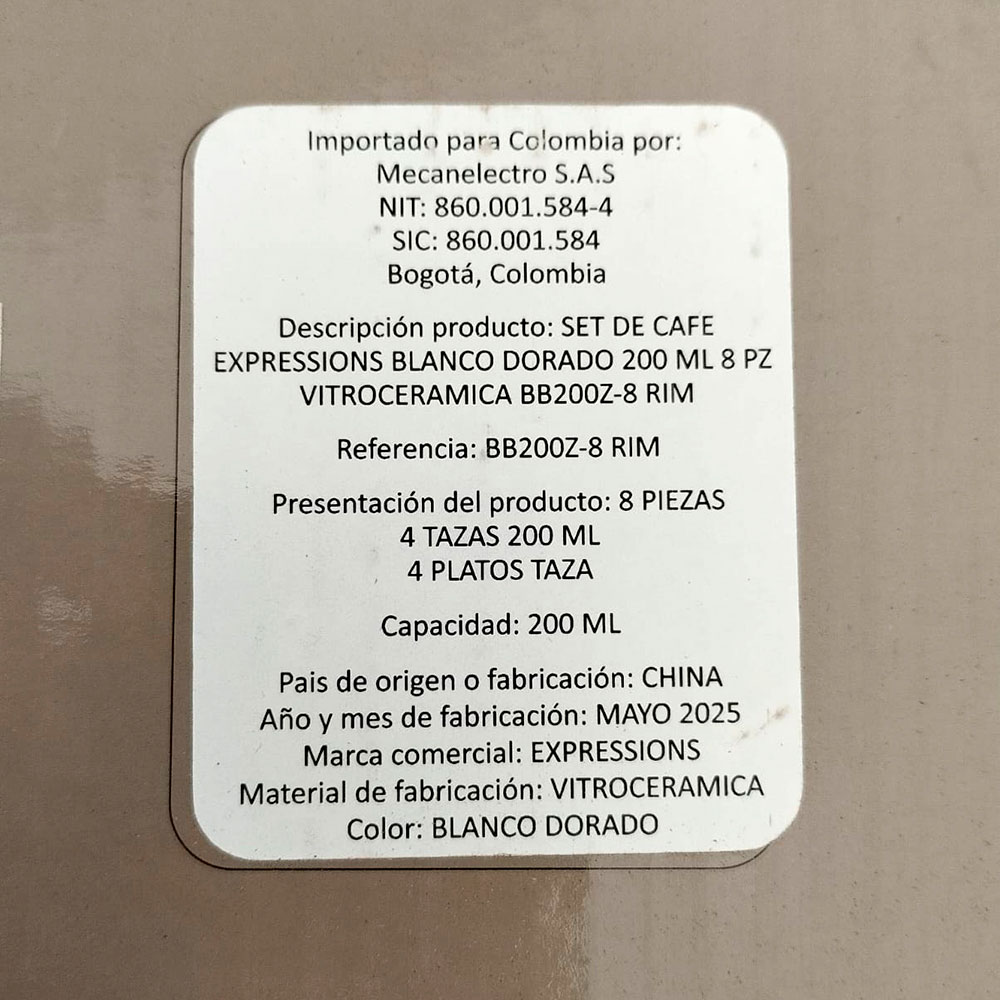 Importado para Colombia por:
Mecanelectro S.A.S
NIT: 860.001.584-4
SIC: 860.001.584
Bogotá, Colombia
Descripción producto: SET DE CAFE
EXPRESSIONS BLANCO DORADO 200 ML 8 PZ
VITROCERAMICA BB200Z-8 RIM
Referencia: BB200Z-8 RIM
Presentación del producto: 8 PIEZAS
4 TAZAS 200 ML
4 PLATOS TAZA
Capacidad: 200 ML
Pais de origen o fabricación: CHINA
Año y mes de fabricación: MAYO 2025
Marca comercial: EXPRESSIONS
Material de fabricación: VITROCERAMICA
Color: BLANCO DORADO